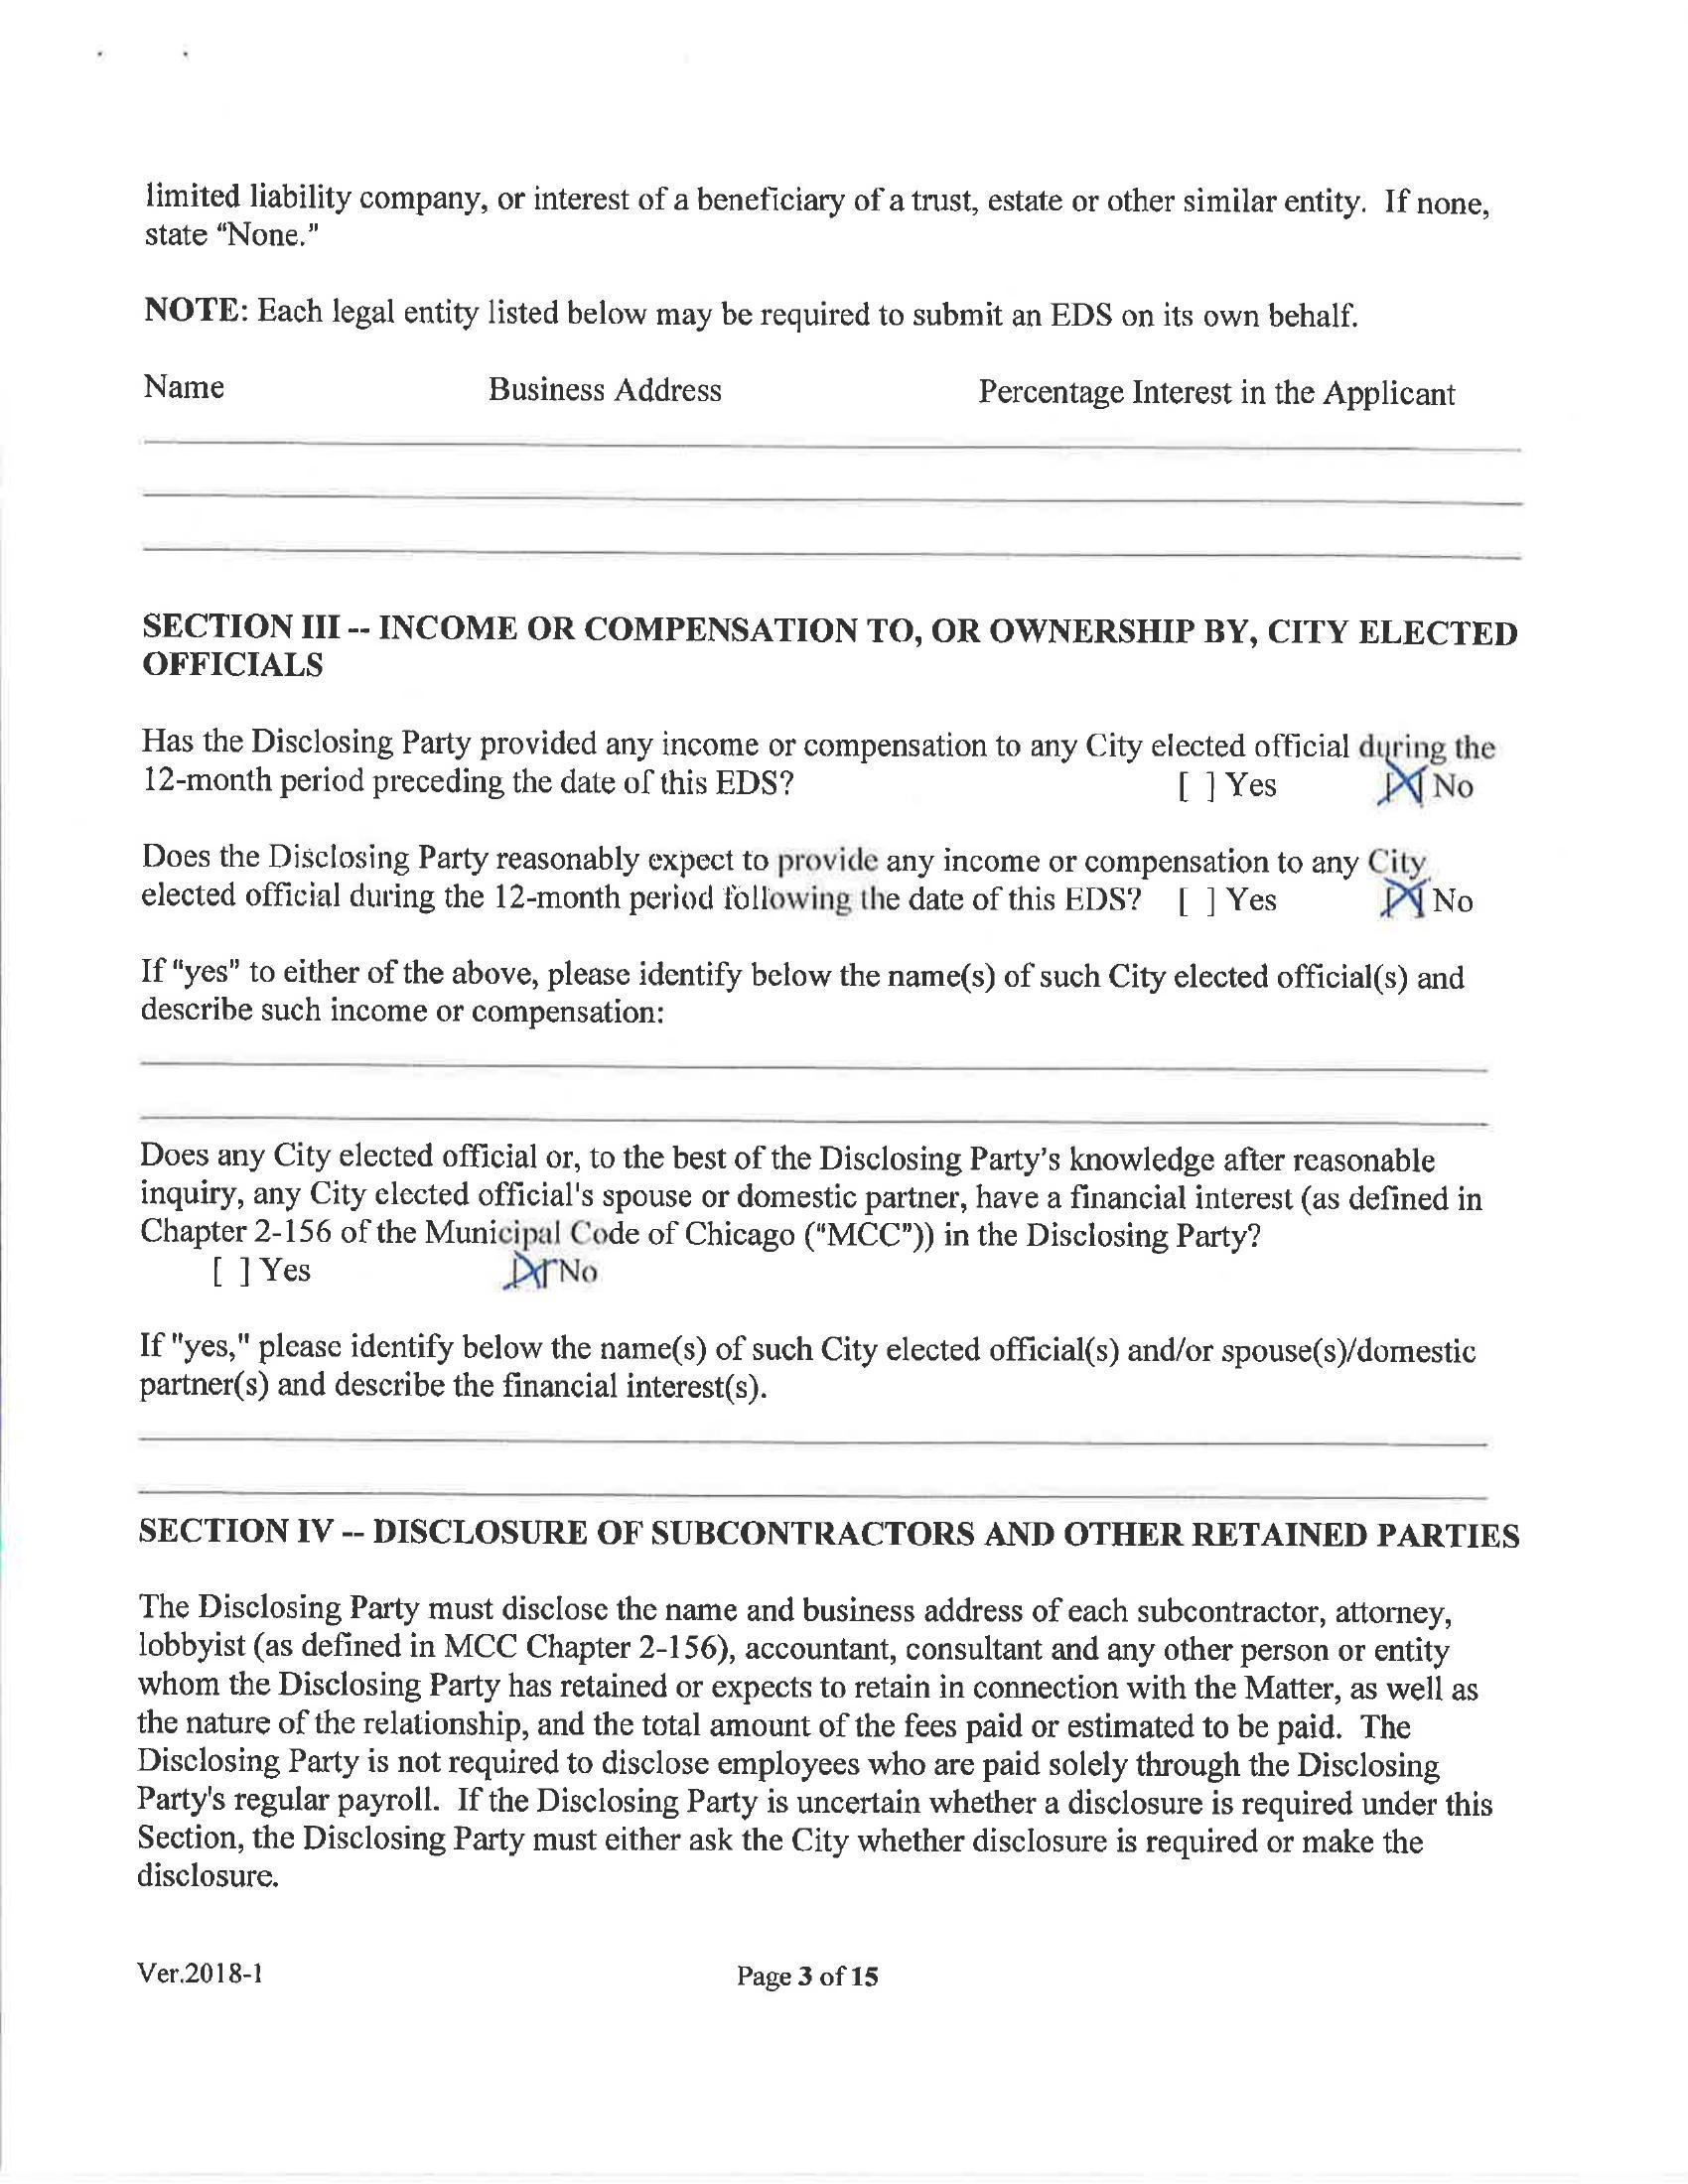 limited liability company, or interest of a beneficiary of a trust, estate or other similar entity.  If none,
state “None.”
NOTE: Each legal entity listed below may be required to submit an EDS on its own behalf.
Name Business Address Percentage Interest in the Applicant
SECTION III -- INCOME OR COMPENSATION TO, OR OWNERSHIP BY, CITY ELECTED
OFFICIALS
Has the Disclosing Party provided any income or compensation to any City elected official during the
12-month period preceding the date of this EDS? [ ] Yes [X] No
Does the Disclosing Party reasonably expect to provide any income or compensation to any City
elected official during the 12-month period following the date of this EDS? [ ] Yes [X] No
If "yes" to either of the above, please identify below the name(s) of such City elected official(s) and
describe such income or compensation:
Does any City elected official or, to the best of the Disclosing Party’s knowledge after reasonable
inquiry, any City elected official's spouse or domestic partner, have a financial interest (as defined in
Chapter 2-156 of the Municipal Code of Chicago ("MCC")) in the Disclosing Party?
[ ] Yes [X] No
If "yes," please identify below the name(s) of such City elected official(s) and/or spouse(s)/domestic
partner(s) and describe the financial interest(s).
SECTION IV -- DISCLOSURE OF SUBCONTRACTORS AND OTHER RETAINED PARTIES
The Disclosing Party must disclose the name and business address of each subcontractor, attorney,
lobbyist (as defined in MCC Chapter 2-156), accountant, consultant and any other person or entity
whom the Disclosing Party has retained or expects to retain in connection with the Matter, as well as
the nature of the relationship, and the total amount of the fees paid or estimated to be paid.  The
Disclosing Party is not required to disclose employees who are paid solely through the Disclosing
Party's regular payroll.  If the Disclosing Party is uncertain whether a disclosure is required under this
Section, the Disclosing Party must either ask the City whether disclosure is required or make the
disclosure.
Ver.2018-1 Page 3 of 15